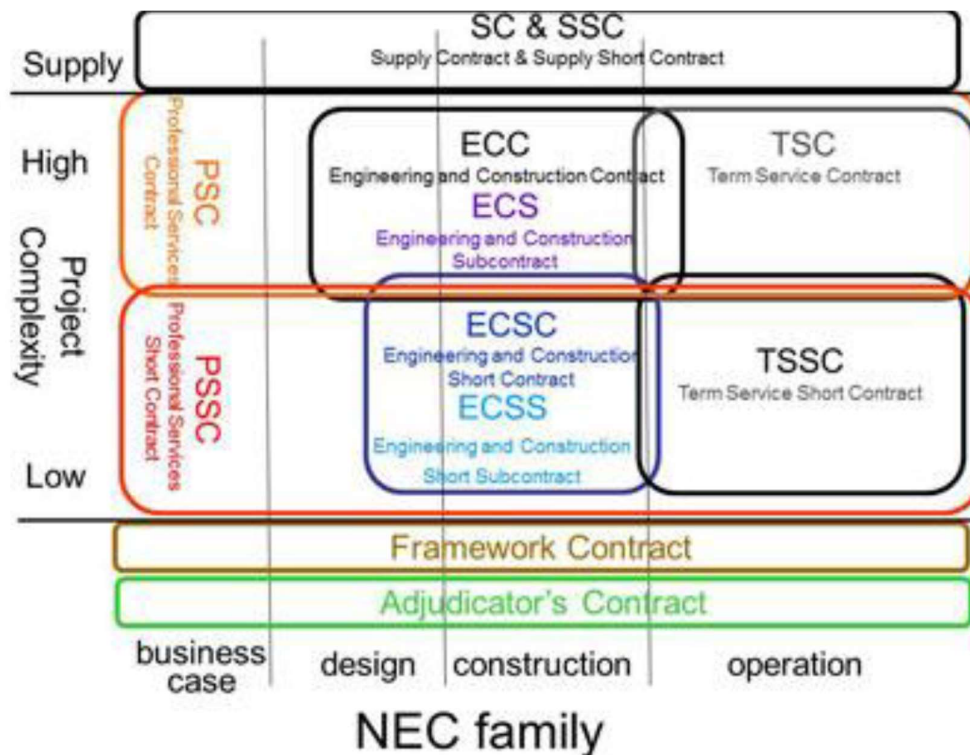 SC & SSC
Supply Contract & Supply Short Contract
Supply
High
Project
Complexity
Low
PSC
Professional Services
Contract
ECC
Engineering and Construction Contract
ECS
Engineering and Construction
Subcontract
TSC
Term Service Contract
PSSC
Professional Services
Short Contract
ECSC
Engineering and Construction
Short Contract
ECSS
Engineering and Construction
Short Subcontract
TSSC
Term Service Short Contract
Framework Contract
Adjudicator's Contract
business
case
design
construction
operation
NEC family